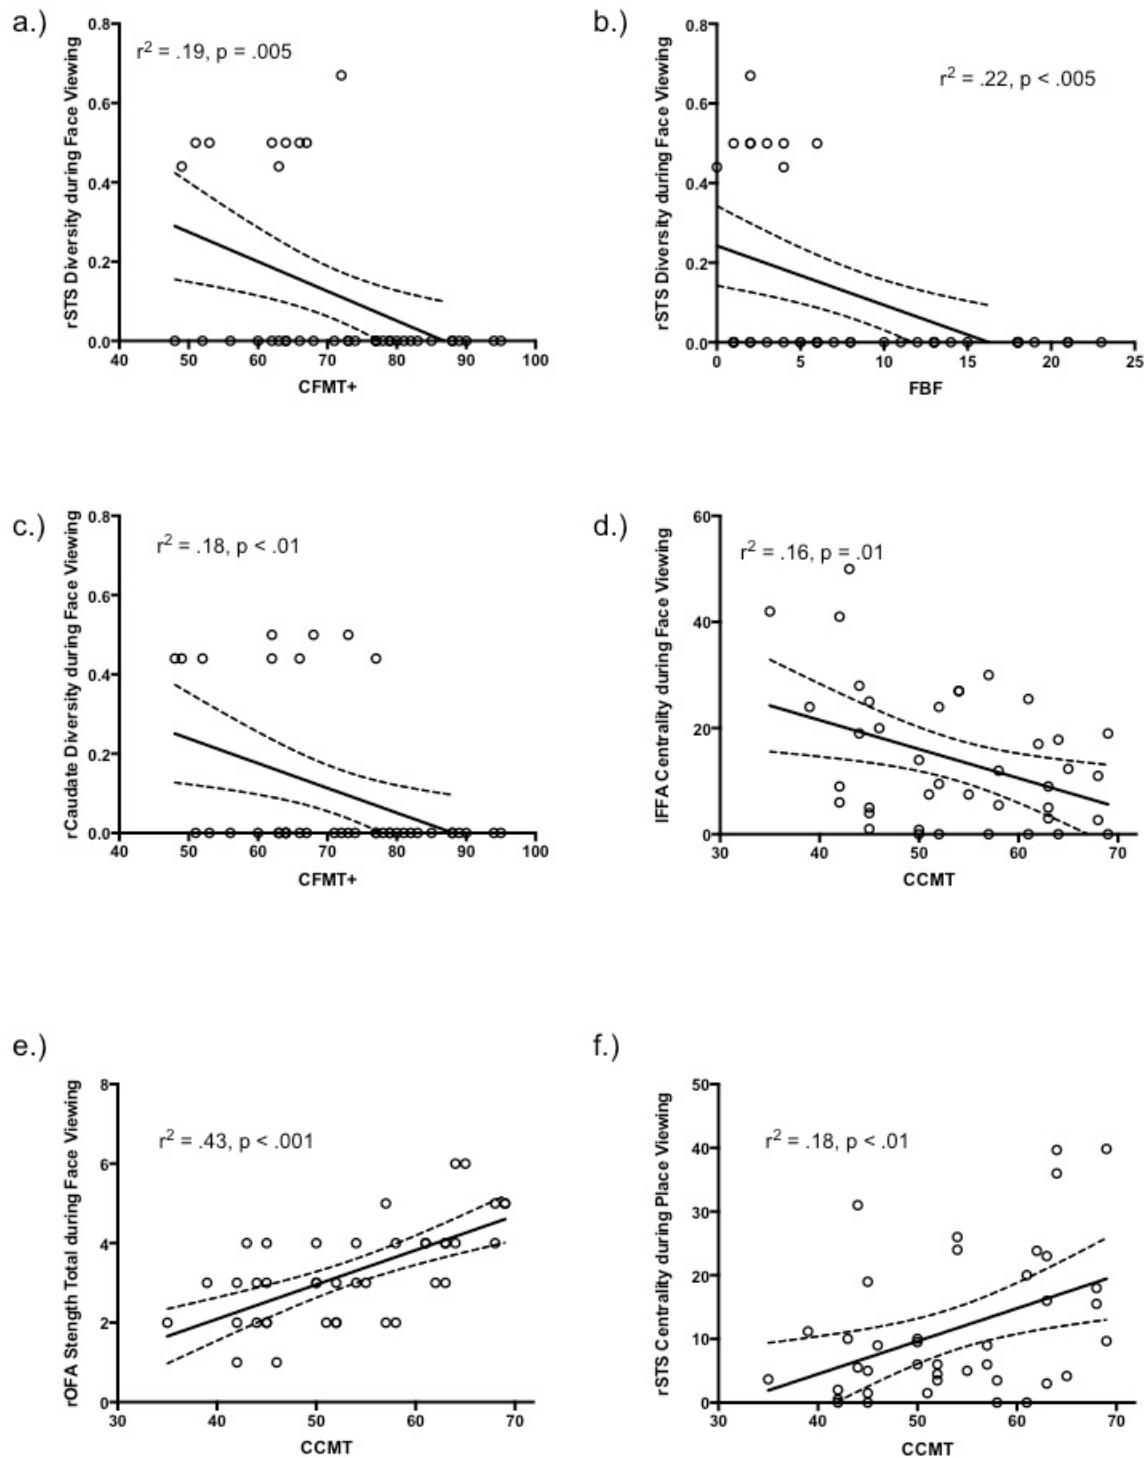 a.)
r² = .19, p = .005
rSTS Diversity during Face Viewing
0.8
0.6
0.4
0.2
0.0
40 50 60 70 80 90 100
CFMT+
b.)
r² = .22, p < .005
rSTS Diversity during Face Viewing
0.8
0.6
0.4
0.2
0.0
0 5 10 15 20 25
FBF
c.)
r² = .18, p < .01
rCaudate Diversity during Face Viewing
0.8
0.6
0.4
0.2
0.0
40 50 60 70 80 90 100
CFMT+
d.)
r² = .16, p = .01
lFFA Centrality during Face Viewing
60
40
20
0
30 40 50 60 70
CCMT
e.)
r² = .43, p < .001
rOFA Stength Total during Face Viewing
8
6
4
2
0
30 40 50 60 70
CCMT
f.)
r² = .18, p < .01
rSTS Centrality during Place Viewing
50
40
30
20
10
0
30 40 50 60 70
CCMT